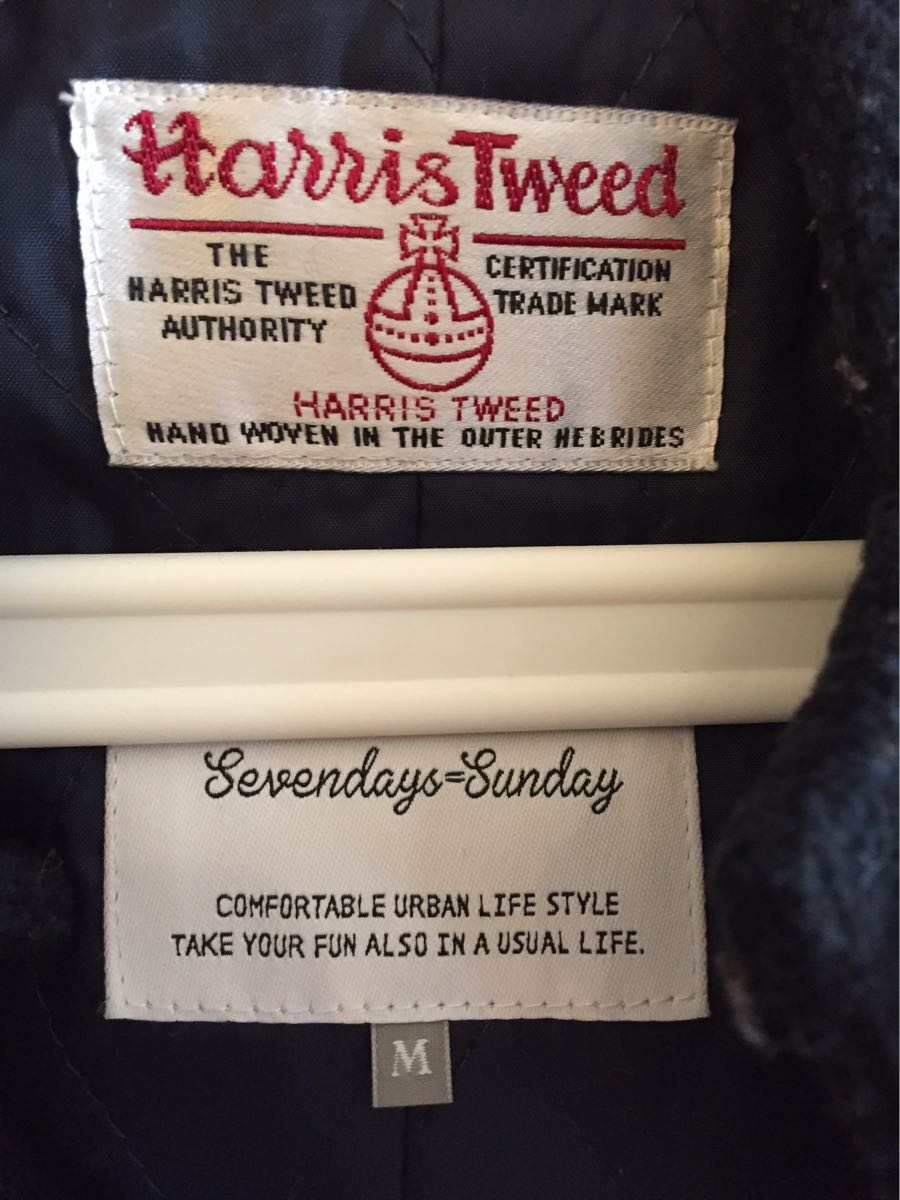 Harris Tweed
THE
HARRIS TWEED
AUTHORITY
CERTIFICATION
TRADE MARK
HARRIS TWEED
HAND WOVEN IN THE OUTER HEBRIDES
Sevendays=Sunday
COMFORTABLE URBAN LIFE STYLE
TAKE YOUR FUN ALSO IN A USUAL LIFE.
M